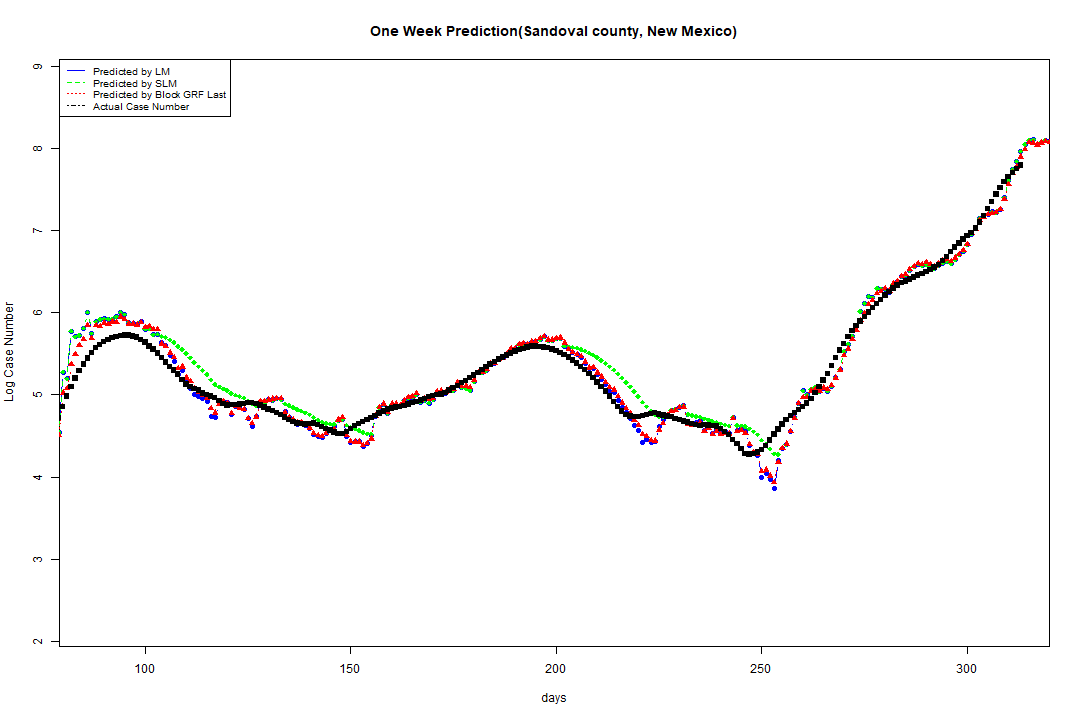 One Week Prediction(Sandoval county, New Mexico)
Predicted by LM
Predicted by SLM
Predicted by Block GRF Last
Actual Case Number
Log Case Number
9
8
7
6
5
4
3
2
100 150 200 250 300
days